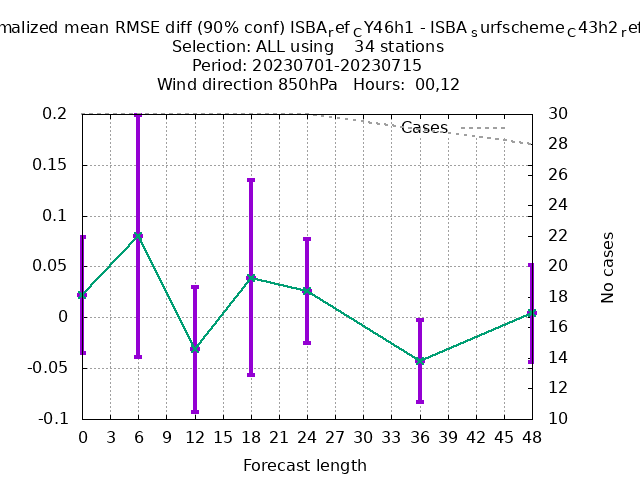 malized mean RMSE diff (90% conf) ISBA_ref_CY46h1 - ISBA_surfscheme_C43h2_ref
Selection: ALL using    34 stations
Period: 20230701-20230715
Wind direction 850hPa   Hours:  00,12
Cases
0.2
0.15
0.1
0.05
0
-0.05
-0.1
30
28
26
24
22
20
18
16
14
12
10
No cases
0 3 6 9 12 15 18 21 24 27 30 33 36 39 42 45 48
Forecast length